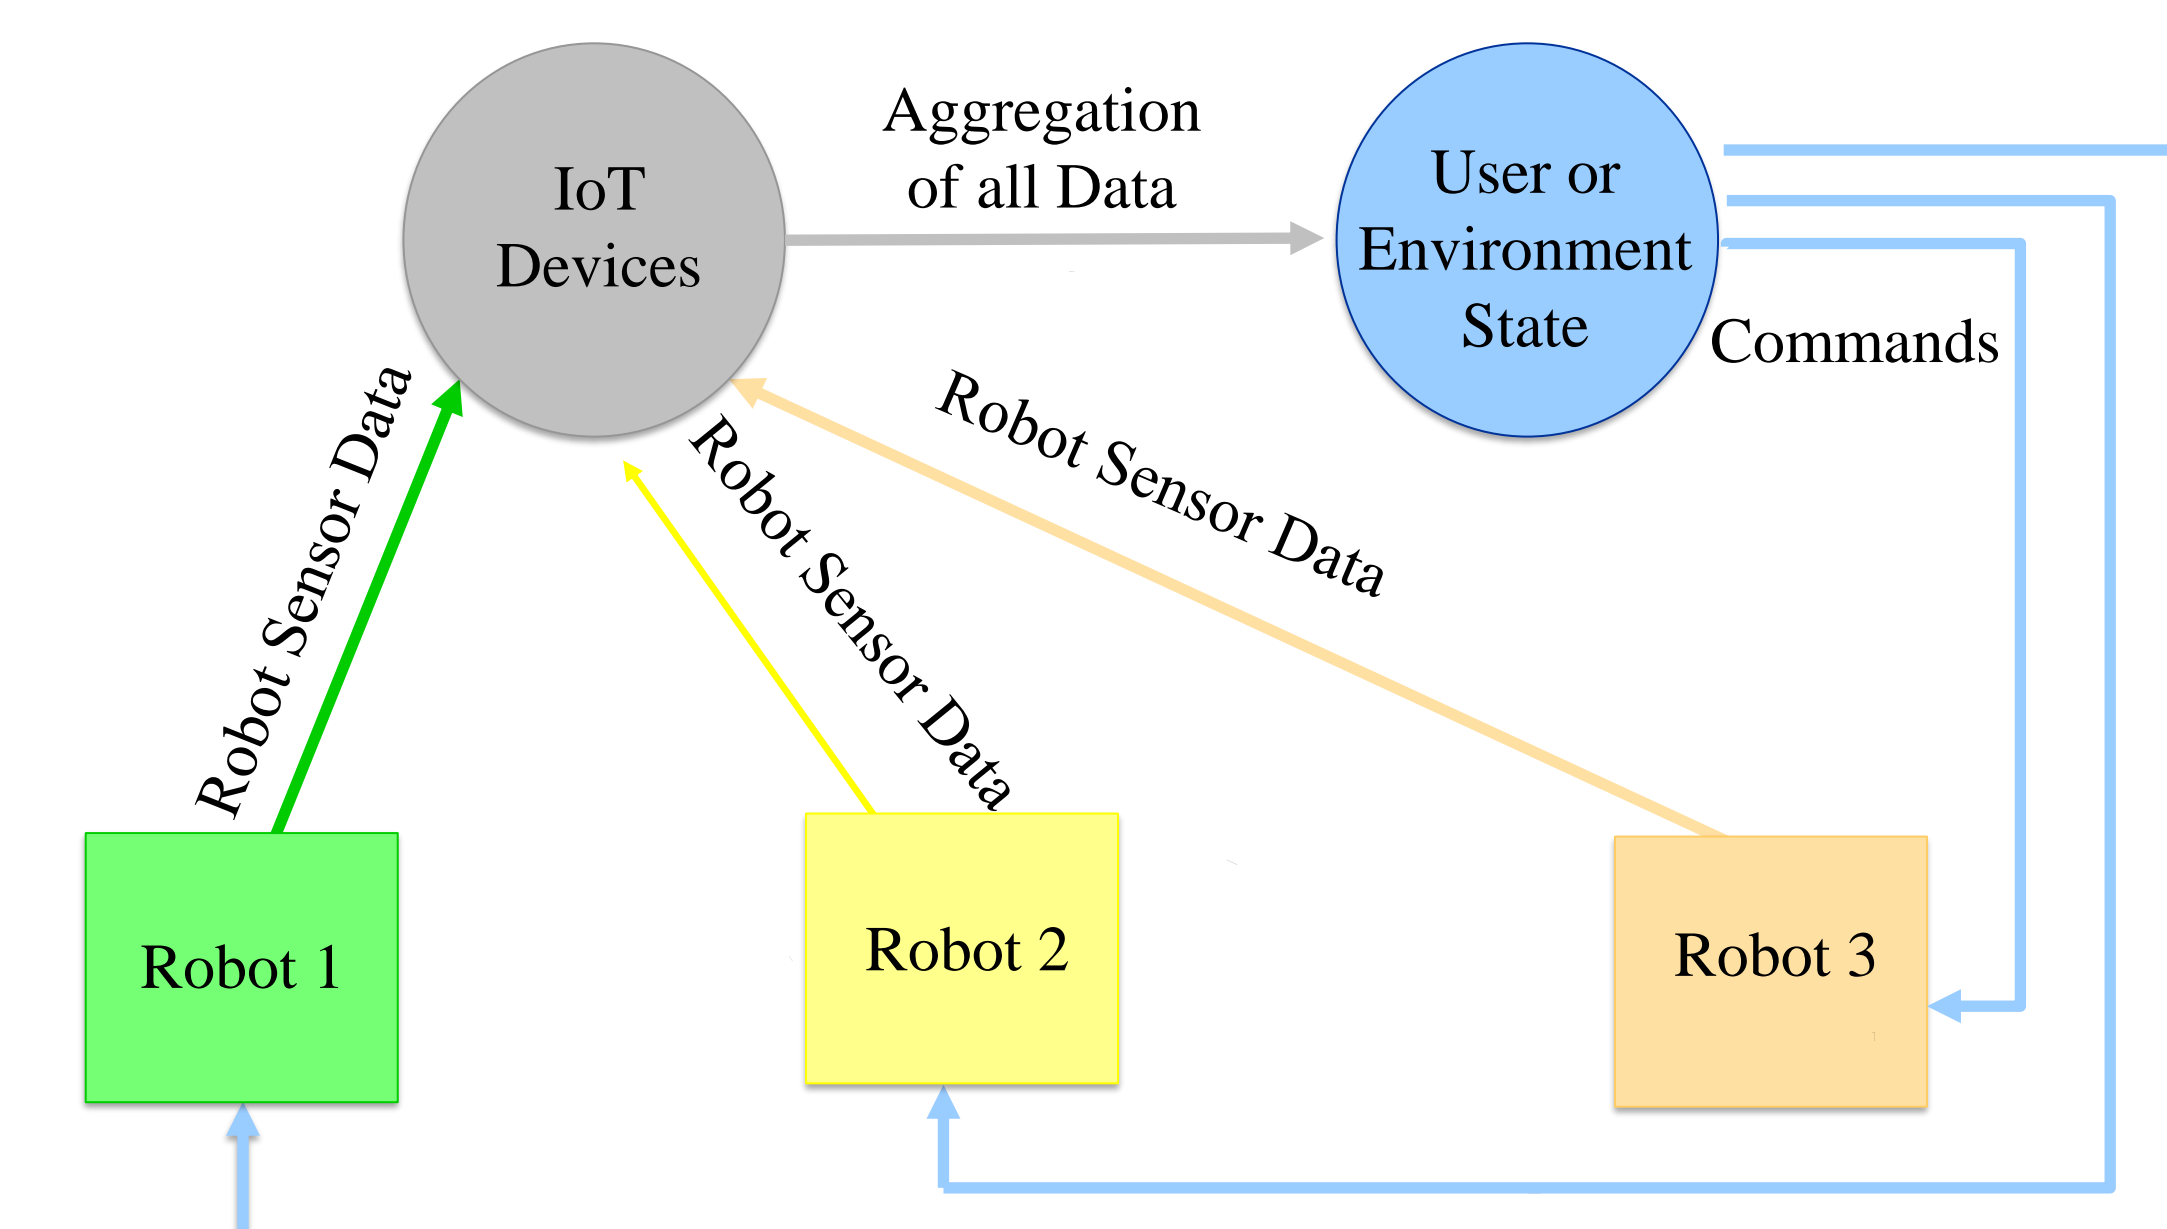 Aggregation
of all Data
IoT
Devices
User or
Environment
State
Commands
Robot Sensor Data
Robot Sensor Data
Robot Sensor Data
Robot 1
Robot 2
Robot 3